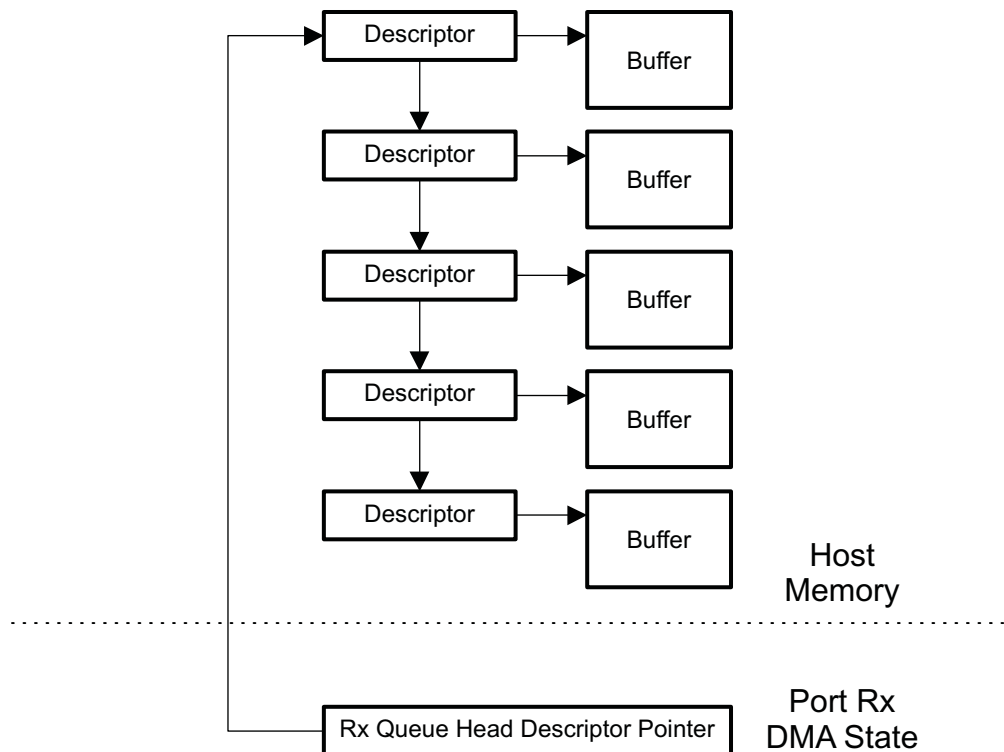 Descriptor
Buffer
Descriptor
Buffer
Descriptor
Buffer
Descriptor
Buffer
Descriptor
Buffer
Host
Memory
Rx Queue Head Descriptor Pointer
Port Rx
DMA State